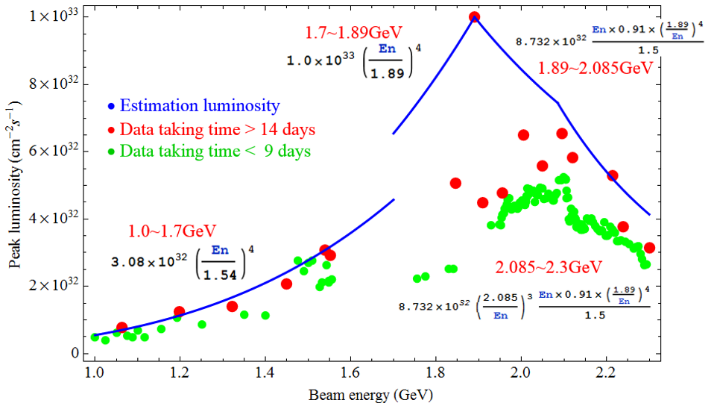 1 × 10³³
8 × 10³²
6 × 10³²
4 × 10³²
2 × 10³²
0
Peak luminosity (cm⁻²s⁻¹)
1.7~1.89GeV
1.0×10³³ (En/1.89)⁴
8.732×10³² En×0.91×(1.89/En)⁴/1.5
1.89~2.085GeV
Estimation luminosity
Data taking time > 14 days
Data taking time < 9 days
1.0~1.7GeV
3.08×10³² (En/1.54)⁴
2.085~2.3GeV
8.732×10³² (2.085/En)³ En×0.91×(1.89/En)⁴/1.5
1.0 1.2 1.4 1.6 1.8 2.0 2.2
Beam energy (GeV)